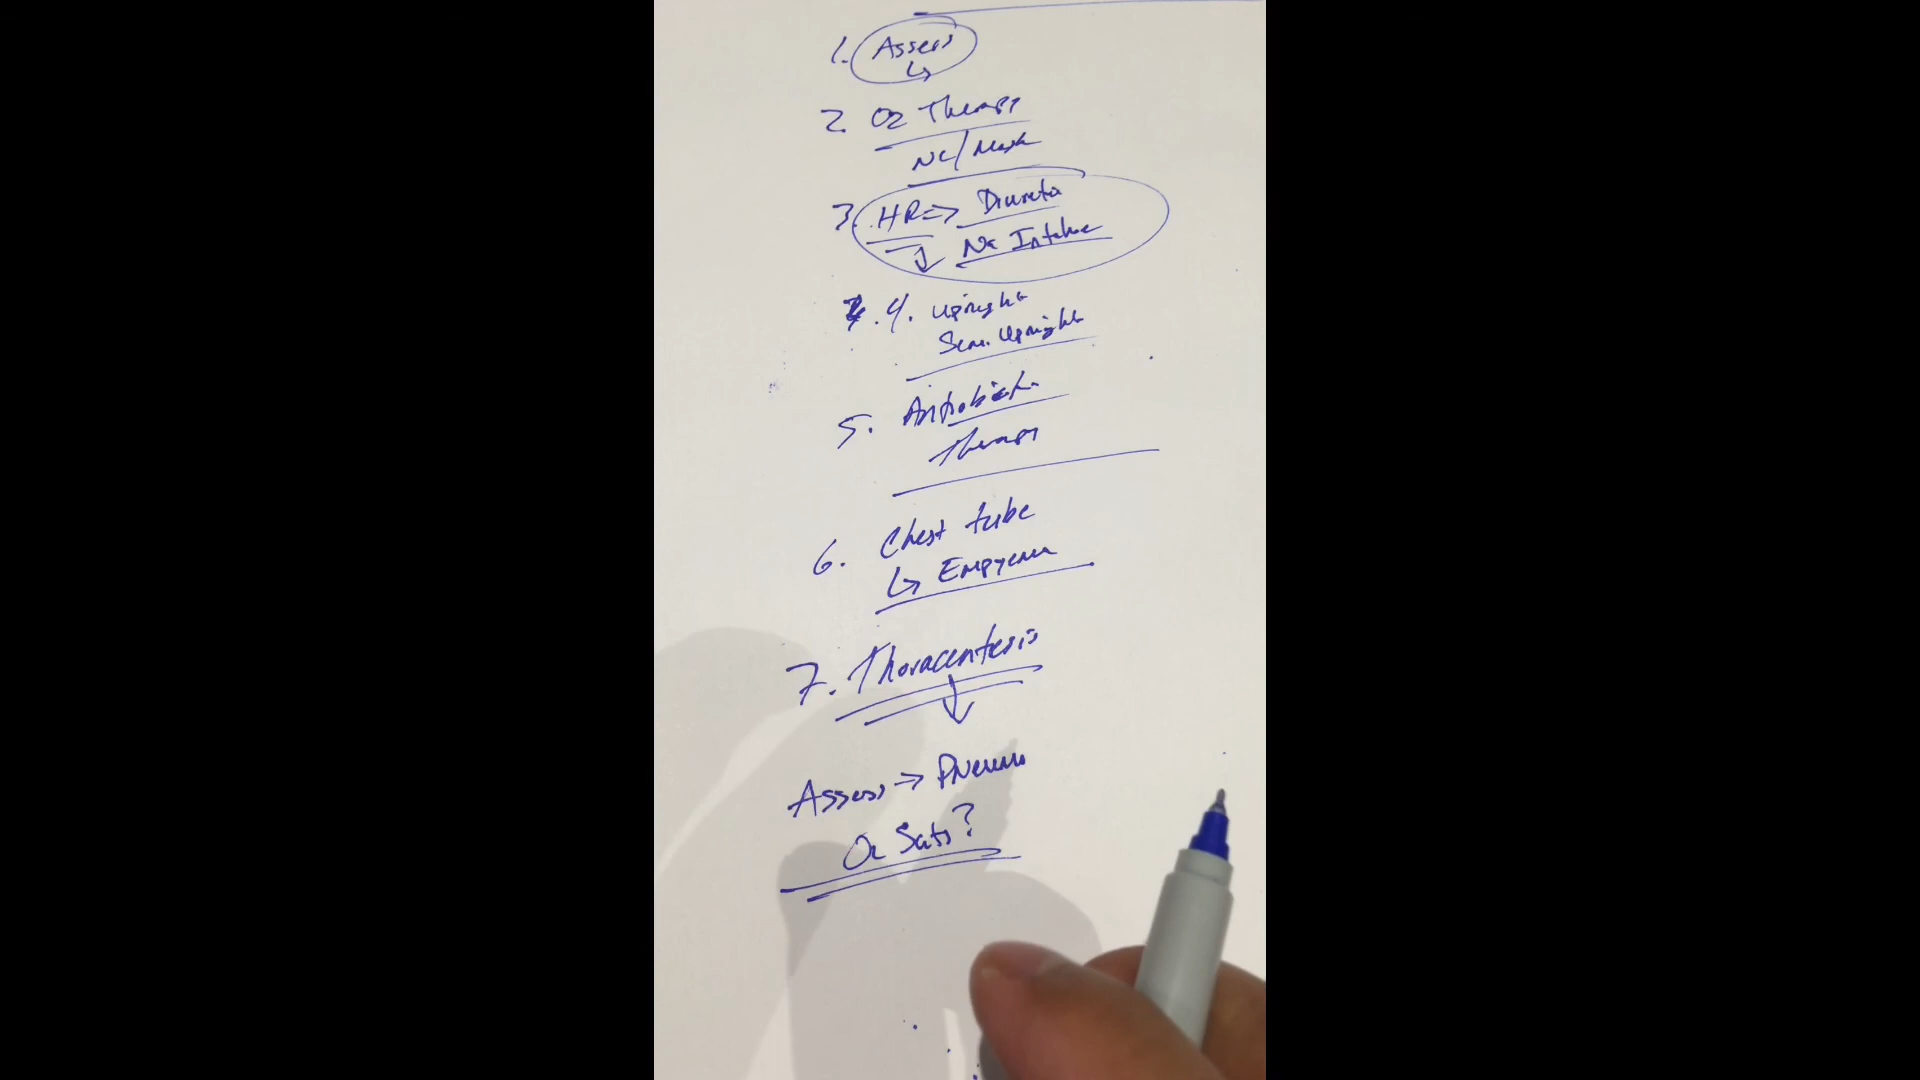 1. Assess
↳
2. O2 Therapy
NC/Mask
3. HR => Diuretic
↓ Na Intake
4. Upright
Semi Upright
5. Antibiotic
Therapy
6. Chest tube
↳ Empyema
7. Thoracentesis
↓
Assess → Pneumo
O2 Sats?